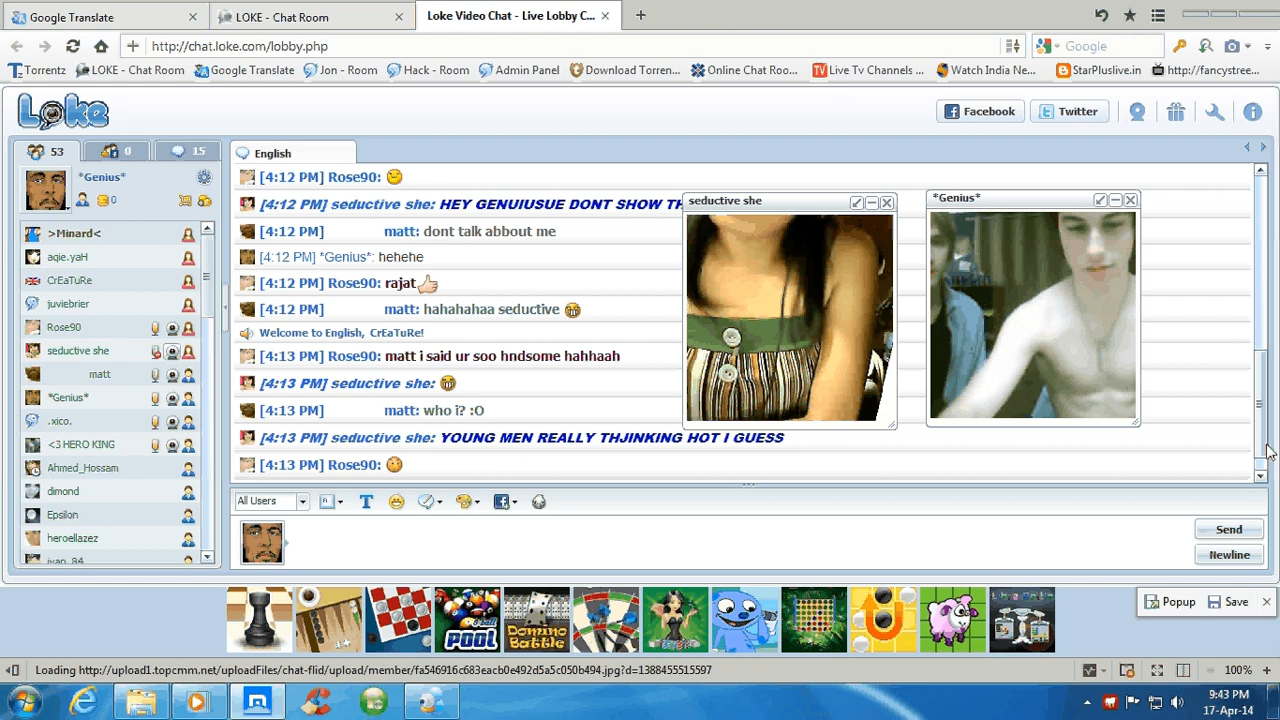 Google Translate
LOKE - Chat Room
Loke Video Chat - Live Lobby C...
http://chat.loke.com/lobby.php
Google
Torrentz
LOKE - Chat Room
Google Translate
Jon - Room
Hack - Room
Admin Panel
Download Torren...
Online Chat Roo...
Live Tv Channels ...
Watch India Ne...
StarPluslive.in
http://fancystree...
Loke
Facebook
Twitter
53
0
15
English
*Genius*
0
>Minard<
aqie.yaH
CrEaTuRe
juviebrier
Rose90
seductive she
matt
*Genius*
.xico.
<3 HERO KING
Ahmed_Hossam
dimond
Epsilon
heroellazez
ivan_84
[4:12 PM] Rose90:
[4:12 PM] seductive she: HEY GENUIUSUE DONT SHOW TH
[4:12 PM] matt: dont talk abbout me
[4:12 PM] *Genius*: hehehe
[4:12 PM] Rose90: rajat
[4:12 PM] matt: hahahahaa seductive
Welcome to English, CrEaTuRe!
[4:13 PM] Rose90: matt i said ur soo hndsome hahhaah
[4:13 PM] seductive she:
[4:13 PM] matt: who i? :O
[4:13 PM] seductive she: YOUNG MEN REALLY THJINKING HOT I GUESS
[4:13 PM] Rose90:
seductive she
*Genius*
All Users
Send
Newline
POOL
DOMINO BATTLE
Popup
Save
Loading http://upload1.topcmm.net/uploadFiles/chat-flid/upload/member/fa546916c683eacb0e492d5a5c050b494.jpg?d=1388455515597
100%
9:43 PM
17-Apr-14